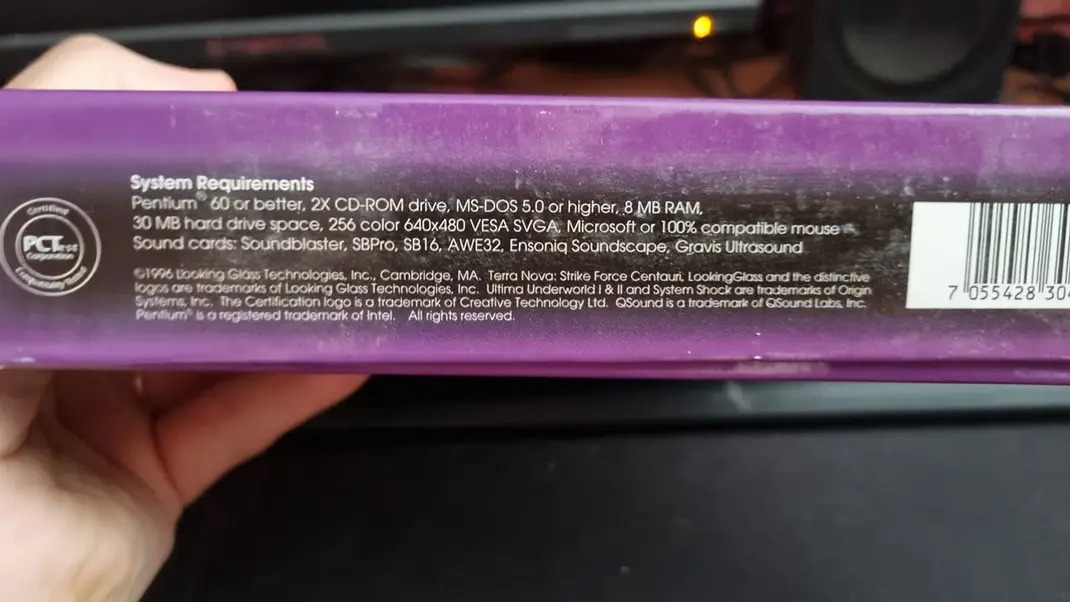 System Requirements
Pentium® 60 or better, 2X CD-ROM drive, MS-DOS 5.0 or higher, 8 MB RAM,
30 MB hard drive space, 256 color 640x480 VESA SVGA, Microsoft or 100% compatible mouse
Sound cards: Soundblaster, SBPro, SB16, AWE32, Ensoniq Soundscape, Gravis Ultrasound
©1996 Looking Glass Technologies, Inc., Cambridge, MA. Terra Nova: Strike Force Centauri, LookingGlass and the distinctive
logos are trademarks of Looking Glass Technologies, Inc. Ultima Underworld I & II and System Shock are trademarks of Origin
Systems, Inc. The Certification logo is a trademark of Creative Technology Ltd. QSound is a trademark of QSound Labs, Inc.
Pentium® is a registered trademark of Intel. All rights reserved.
Certifying
PCTest
Corporation
7 055428 30